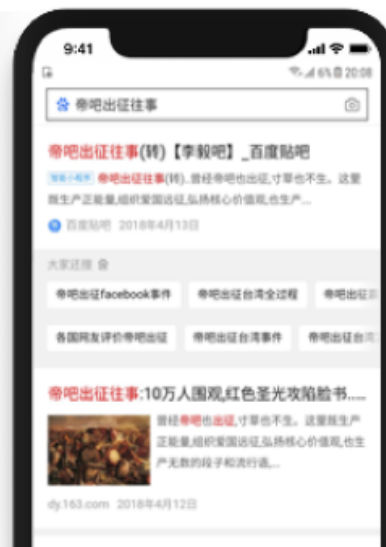 9:41
6% 20:08
帝吧出征往事
帝吧出征往事(转)【李毅吧】_百度贴吧
智能小程序 帝吧出征往事(转)..曾经帝吧也出征,寸草也不生。这里
既生产正能量,组织爱国远征,弘扬核心价值观,也生产...
百度贴吧 2018年4月13日
大家还搜
帝吧出征facebook事件 帝吧出征台湾全过程 帝吧出征
各国网友评价帝吧出征 帝吧出征台湾事件 帝吧出征台湾
帝吧出征往事:10万人围观,红色圣光攻陷脸书.....
曾经帝吧也出征,寸草也不生。这里既生产
正能量,组织爱国远征,弘扬核心价值观,也生
产无数的段子和流行语,...
dy.163.com 2018年4月12日